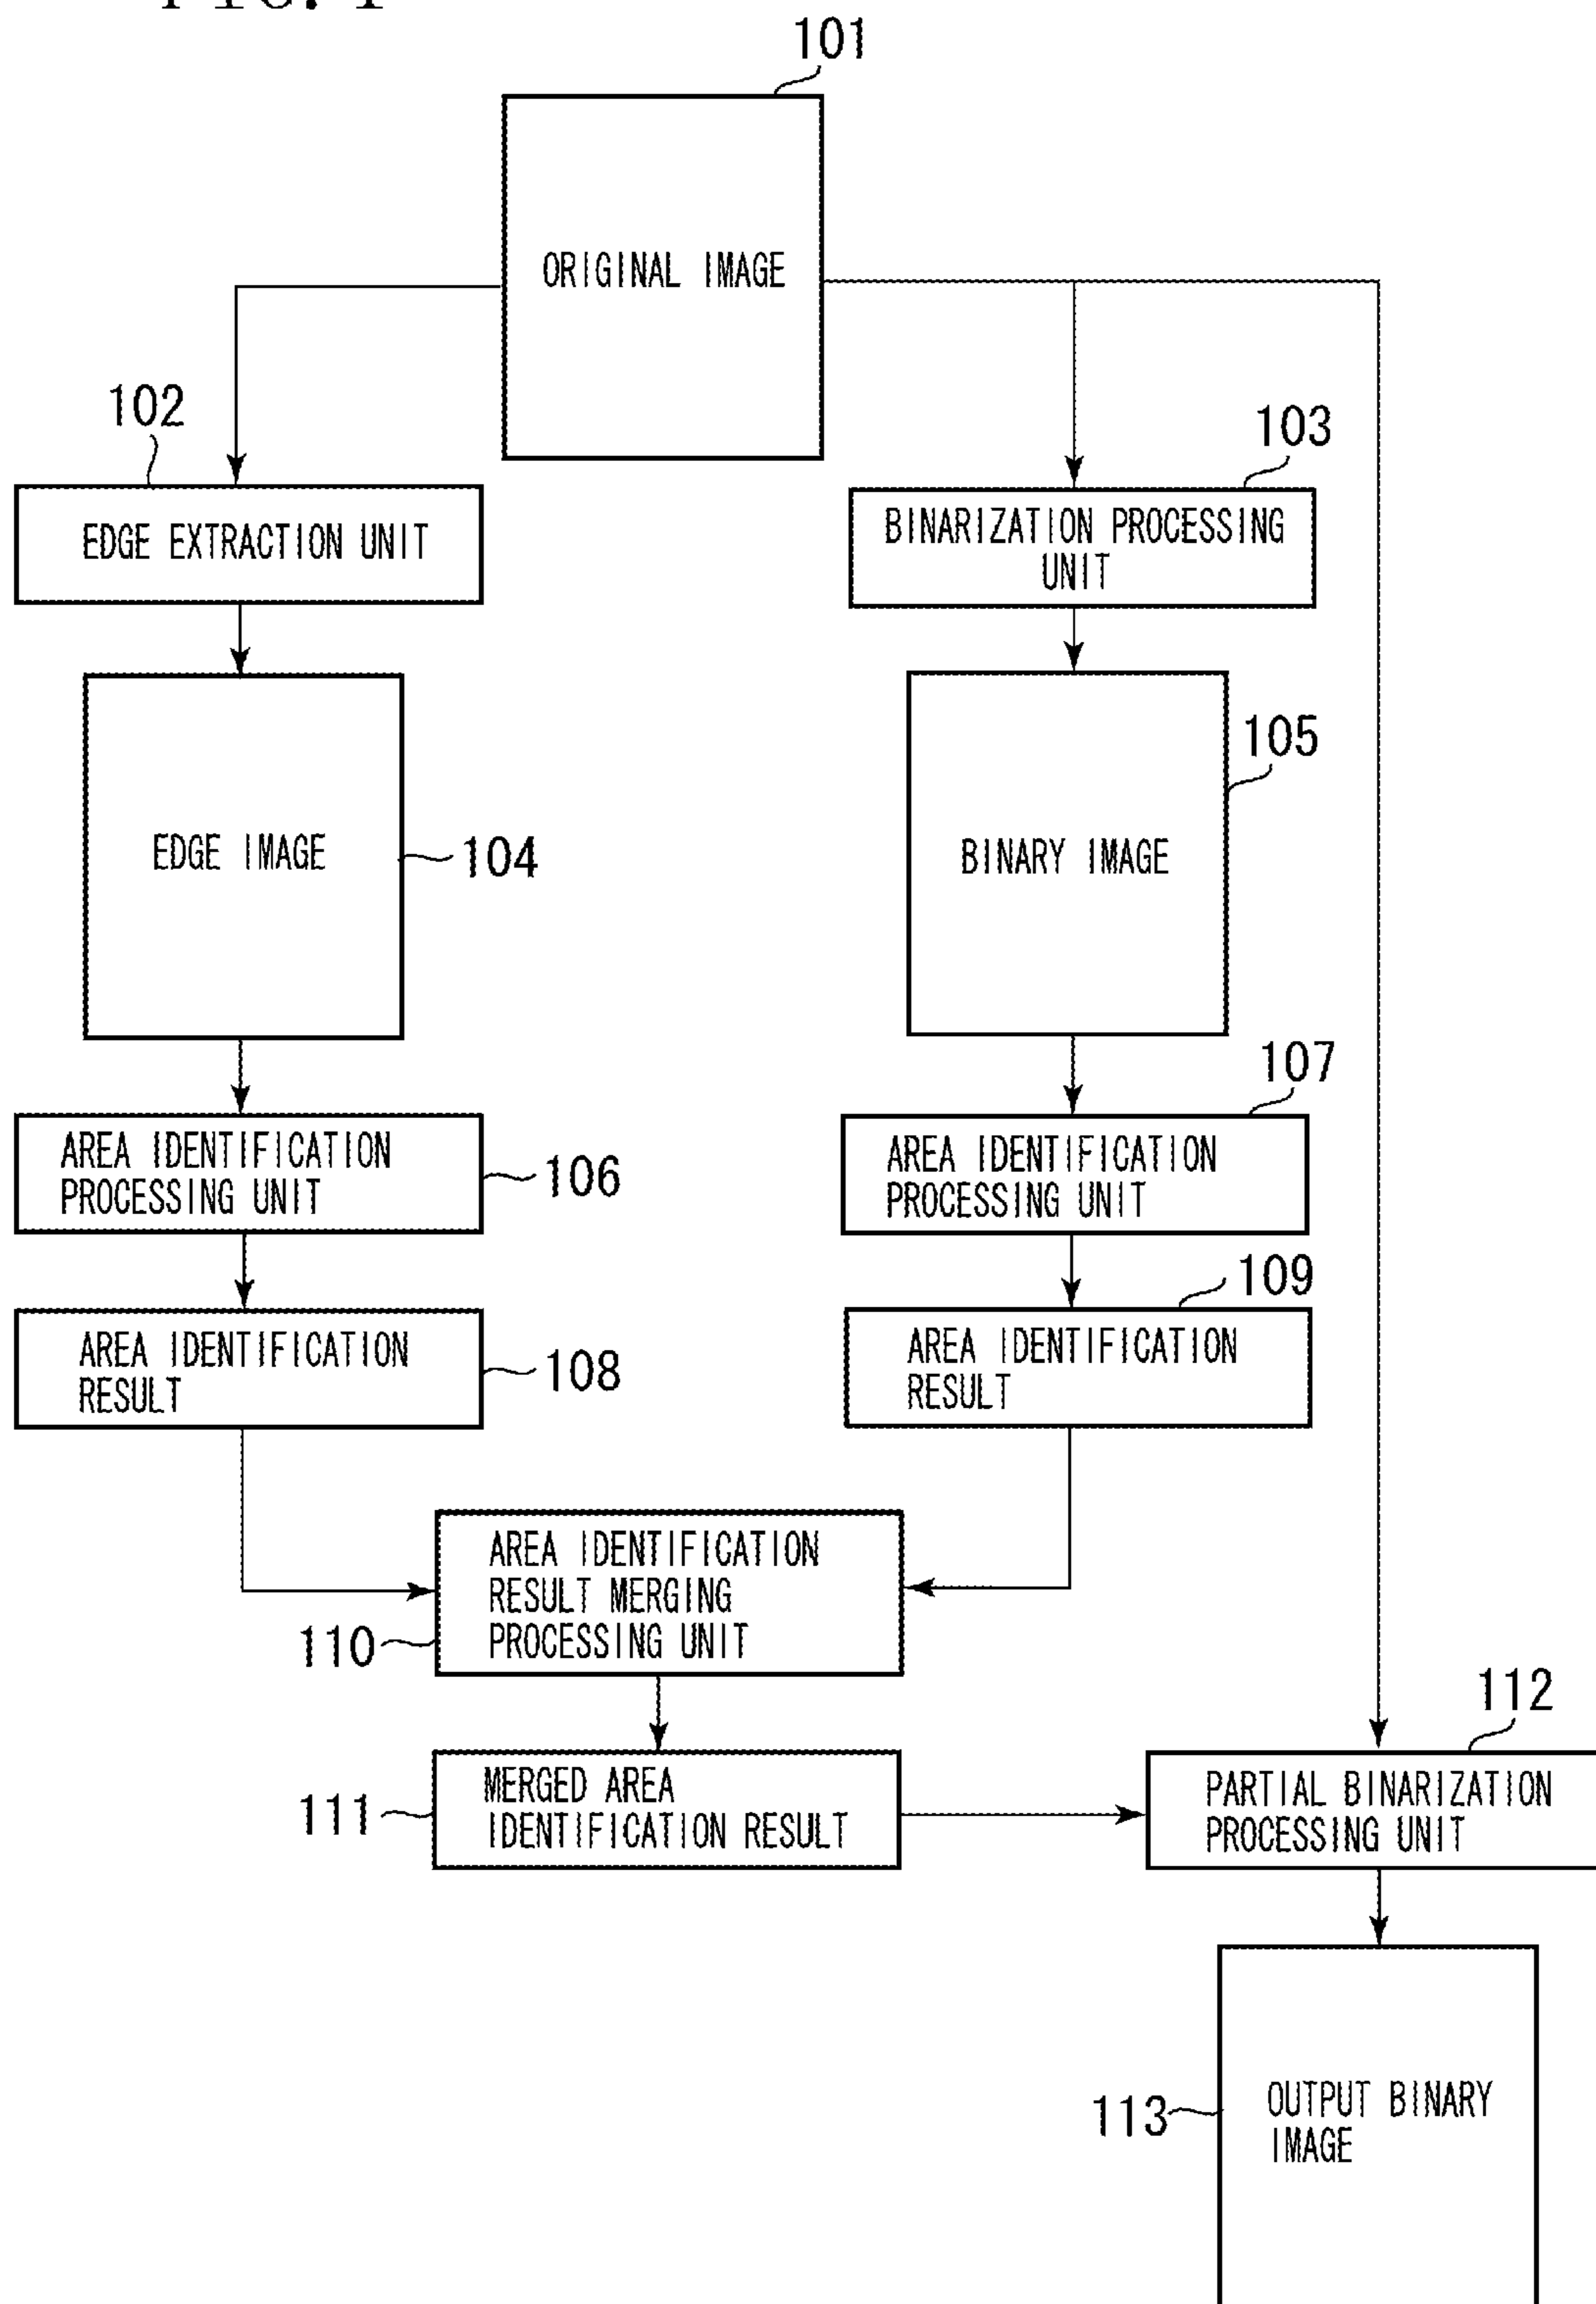 FIG. 1
101
ORIGINAL IMAGE
102
103
EDGE EXTRACTION UNIT
BINARIZATION PROCESSING
UNIT
105
EDGE IMAGE
104
BINARY IMAGE
107
AREA IDENTIFICATION
PROCESSING UNIT
106
AREA IDENTIFICATION
PROCESSING UNIT
109
AREA IDENTIFICATION
RESULT
108
AREA IDENTIFICATION
RESULT
AREA IDENTIFICATION
RESULT MERGING
PROCESSING UNIT
110
112
111
MERGED AREA
IDENTIFICATION RESULT
PARTIAL BINARIZATION
PROCESSING UNIT
113
OUTPUT BINARY
IMAGE